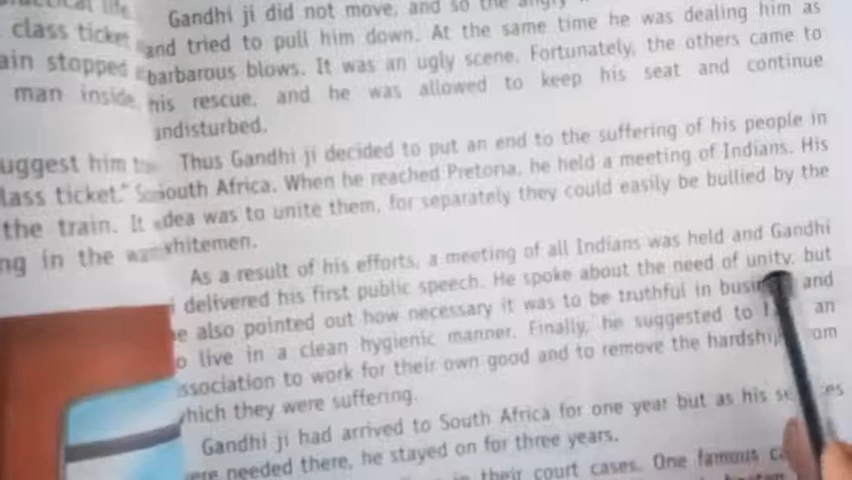 class ticket
ain stopped
man inside
uggest him
lass ticket."
the train. It
ng in the
Gandhi ji did not move, and so the angry
and tried to pull him down. At the same time he was dealing him as
barbarous blows. It was an ugly scene. Fortunately, the others came to
his rescue, and he was allowed to keep his seat and continue
undisturbed.
Thus Gandhi ji decided to put an end to the suffering of his people in
South Africa. When he reached Pretoria, he held a meeting of Indians. His
dea was to unite them, for separately they could easily be bullied by the
whitemen.
As a result of his efforts, a meeting of all Indians was held and Gandhi
delivered his first public speech. He spoke about the need of unity, but
e also pointed out how necessary it was to be truthful in busin and
o live in a clean hygienic manner. Finally, he suggested to an
ssociation to work for their own good and to remove the hardship om
hich they were suffering.
Gandhi ji had arrived to South Africa for one year but as his se es
ere needed there, he stayed on for three years.
in their court cases. One famous